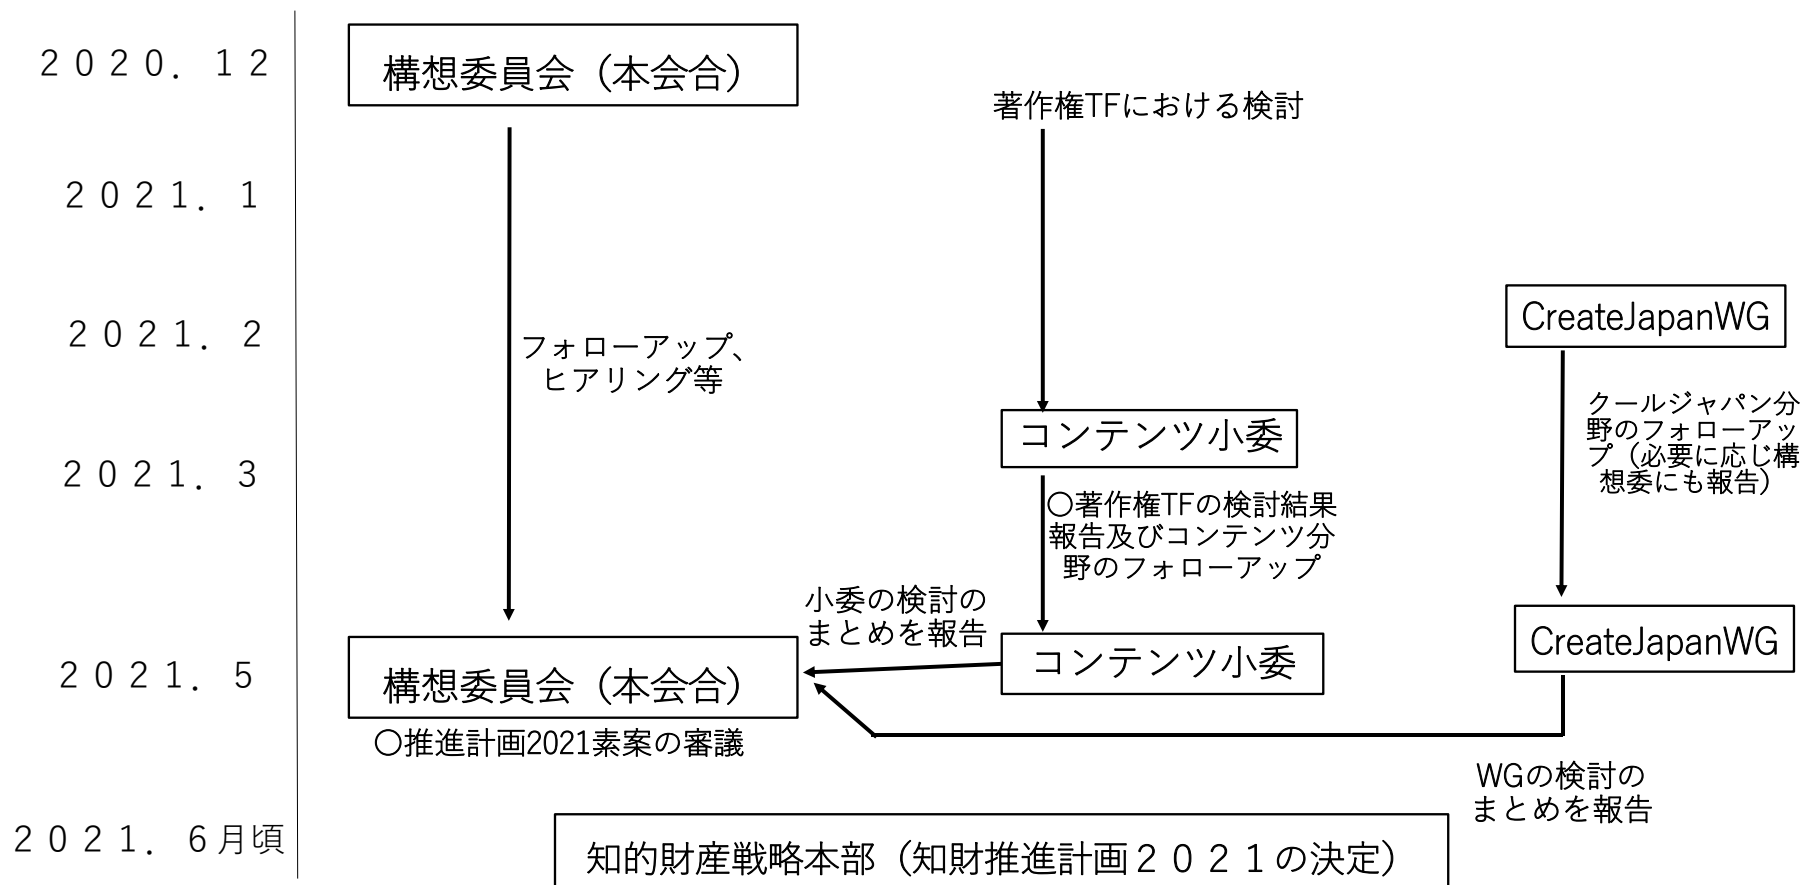 ２０２０．１２
構想委員会（本会合）
著作権TFにおける検討
２０２１．１
２０２１．２
フォローアップ、
ヒアリング等
CreateJapanWG
クールジャパン分
野のフォローアッ
プ（必要に応じ構
想委にも報告）
コンテンツ小委
２０２１．３
○著作権TFの検討結果
報告及びコンテンツ分
野のフォローアップ
小委の検討の
まとめを報告
２０２１．５
構想委員会（本会合）
コンテンツ小委
CreateJapanWG
○推進計画2021素案の審議
WGの検討の
まとめを報告
２０２１．６月頃
知的財産戦略本部（知財推進計画２０２１の決定）